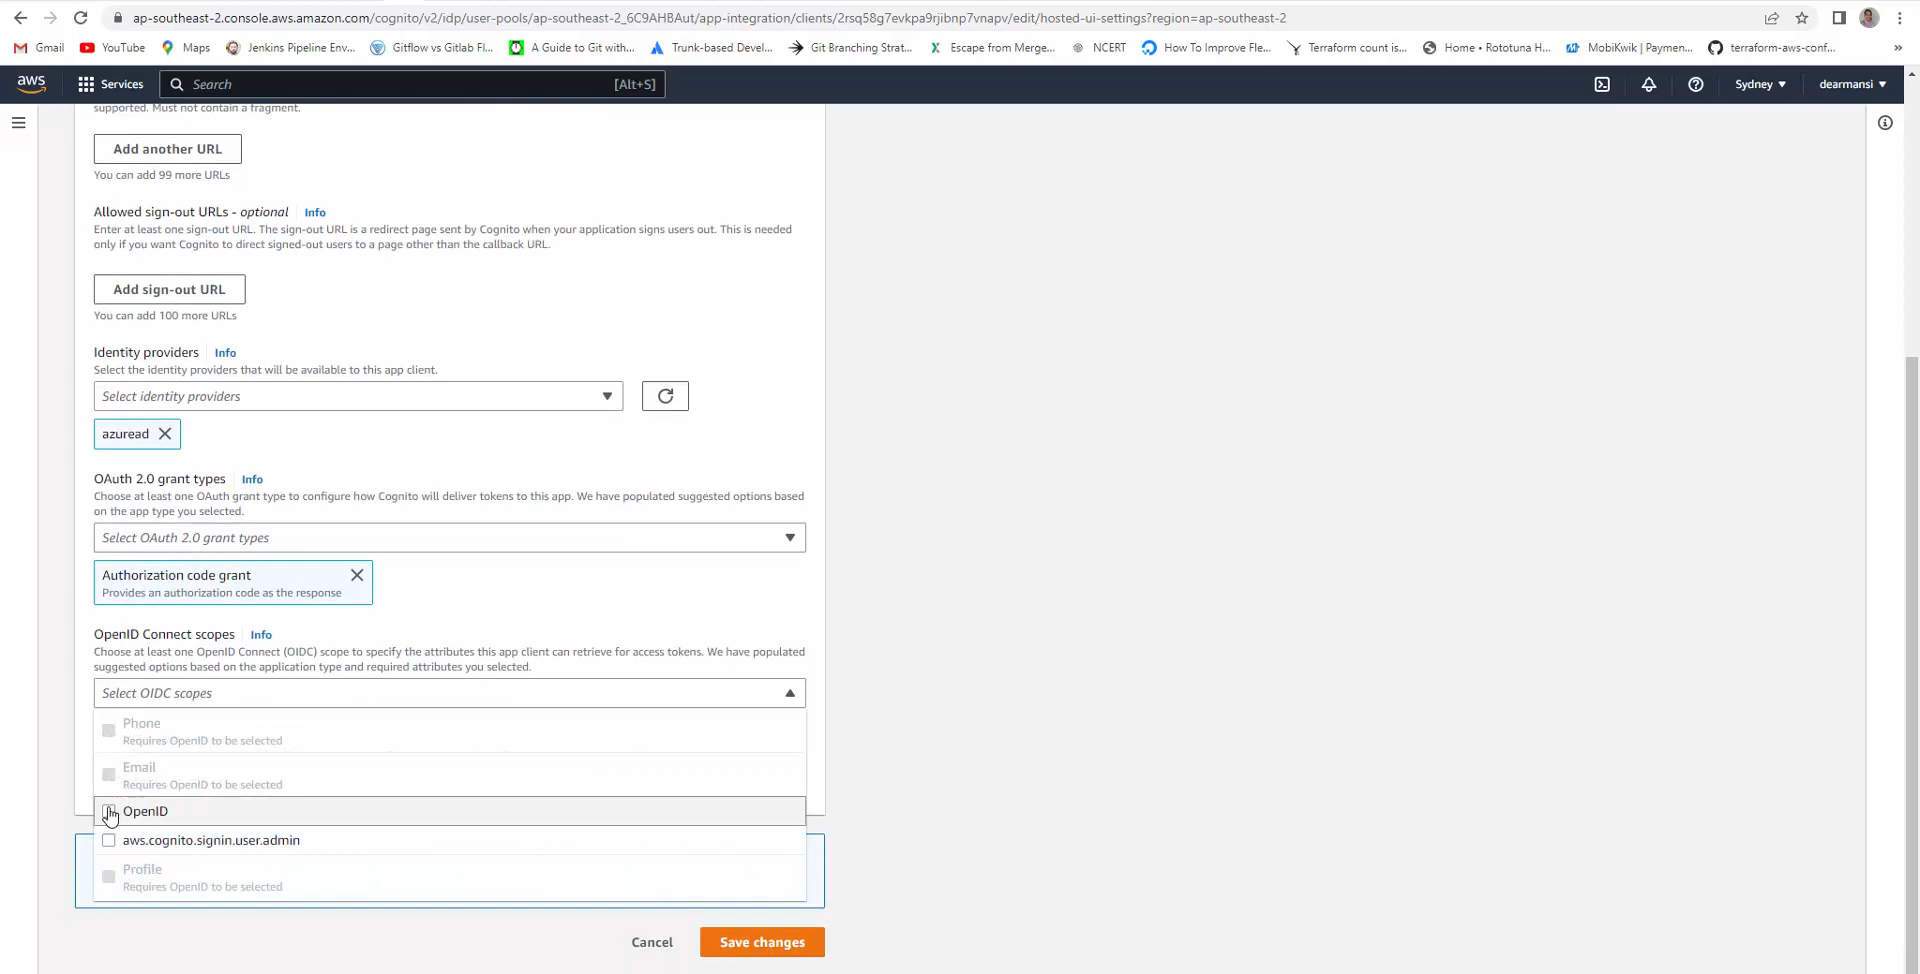 ap-southeast-2.console.aws.amazon.com/cognito/v2/idp/user-pools/ap-southeast-2_6C9AHBAut/app-integration/clients/2rsq58g7evkpa9rjibnp7vnapv/edit/hosted-ui-settings?region=ap-southeast-2
Gmail YouTube Maps Jenkins Pipeline Env... Gitflow vs Gitlab Fl... A Guide to Git with... Trunk-based Devel... Git Branching Strat... Escape from Merge... NCERT How To Improve Fle... Terraform count is... Home • Rototuna H... MobiKwik | Paymen... terraform-aws-conf... »
aws Services Search [Alt+S] Sydney dearmansi
supported. Must not contain a fragment.
Add another URL
You can add 99 more URLs
Allowed sign-out URLs - optional Info
Enter at least one sign-out URL. The sign-out URL is a redirect page sent by Cognito when your application signs users out. This is needed
only if you want Cognito to direct signed-out users to a page other than the callback URL.
Add sign-out URL
You can add 100 more URLs
Identity providers Info
Select the identity providers that will be available to this app client.
Select identity providers
azuread
OAuth 2.0 grant types Info
Choose at least one OAuth grant type to configure how Cognito will deliver tokens to this app. We have populated suggested options based
on the app type you selected.
Select OAuth 2.0 grant types
Authorization code grant
Provides an authorization code as the response
OpenID Connect scopes Info
Choose at least one OpenID Connect (OIDC) scope to specify the attributes this app client can retrieve for access tokens. We have populated
suggested options based on the application type and required attributes you selected.
Select OIDC scopes
Phone
Requires OpenID to be selected
Email
Requires OpenID to be selected
OpenID
aws.cognito.signin.user.admin
Profile
Requires OpenID to be selected
Cancel Save changes